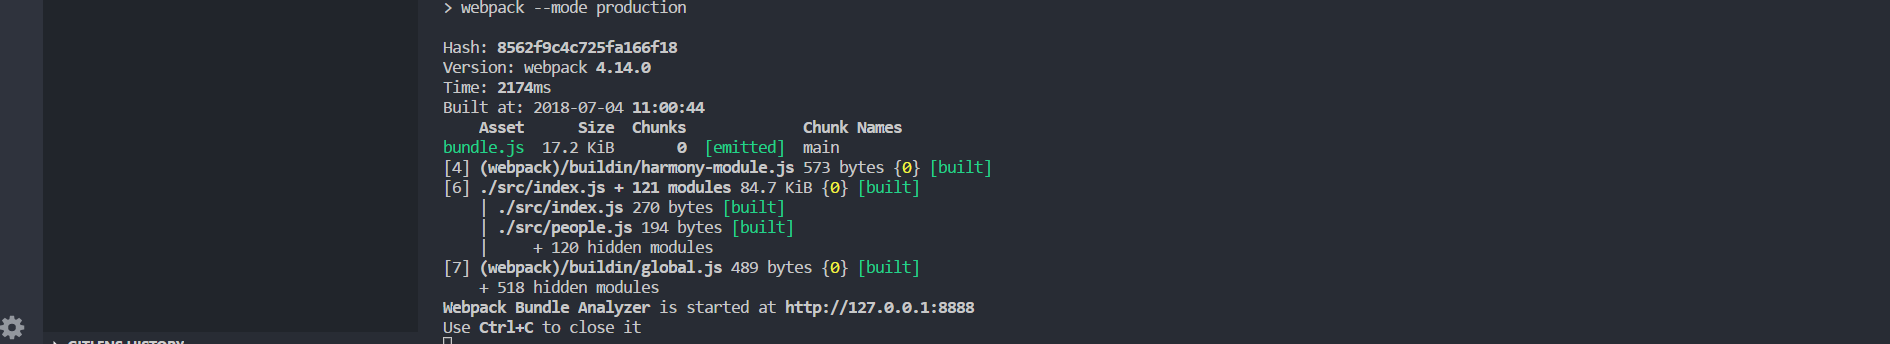 > webpack --mode production
Hash: 8562f9c4c725fa166f18
Version: webpack 4.14.0
Time: 2174ms
Built at: 2018-07-04 11:00:44
Asset Size Chunks Chunk Names
bundle.js 17.2 KiB 0 [emitted] main
[4] (webpack)/buildin/harmony-module.js 573 bytes {0} [built]
[6] ./src/index.js + 121 modules 84.7 KiB {0} [built]
| ./src/index.js 270 bytes [built]
| ./src/people.js 194 bytes [built]
| + 120 hidden modules
[7] (webpack)/buildin/global.js 489 bytes {0} [built]
+ 518 hidden modules
Webpack Bundle Analyzer is started at http://127.0.0.1:8888
Use Ctrl+C to close it
GITLENS HISTORY